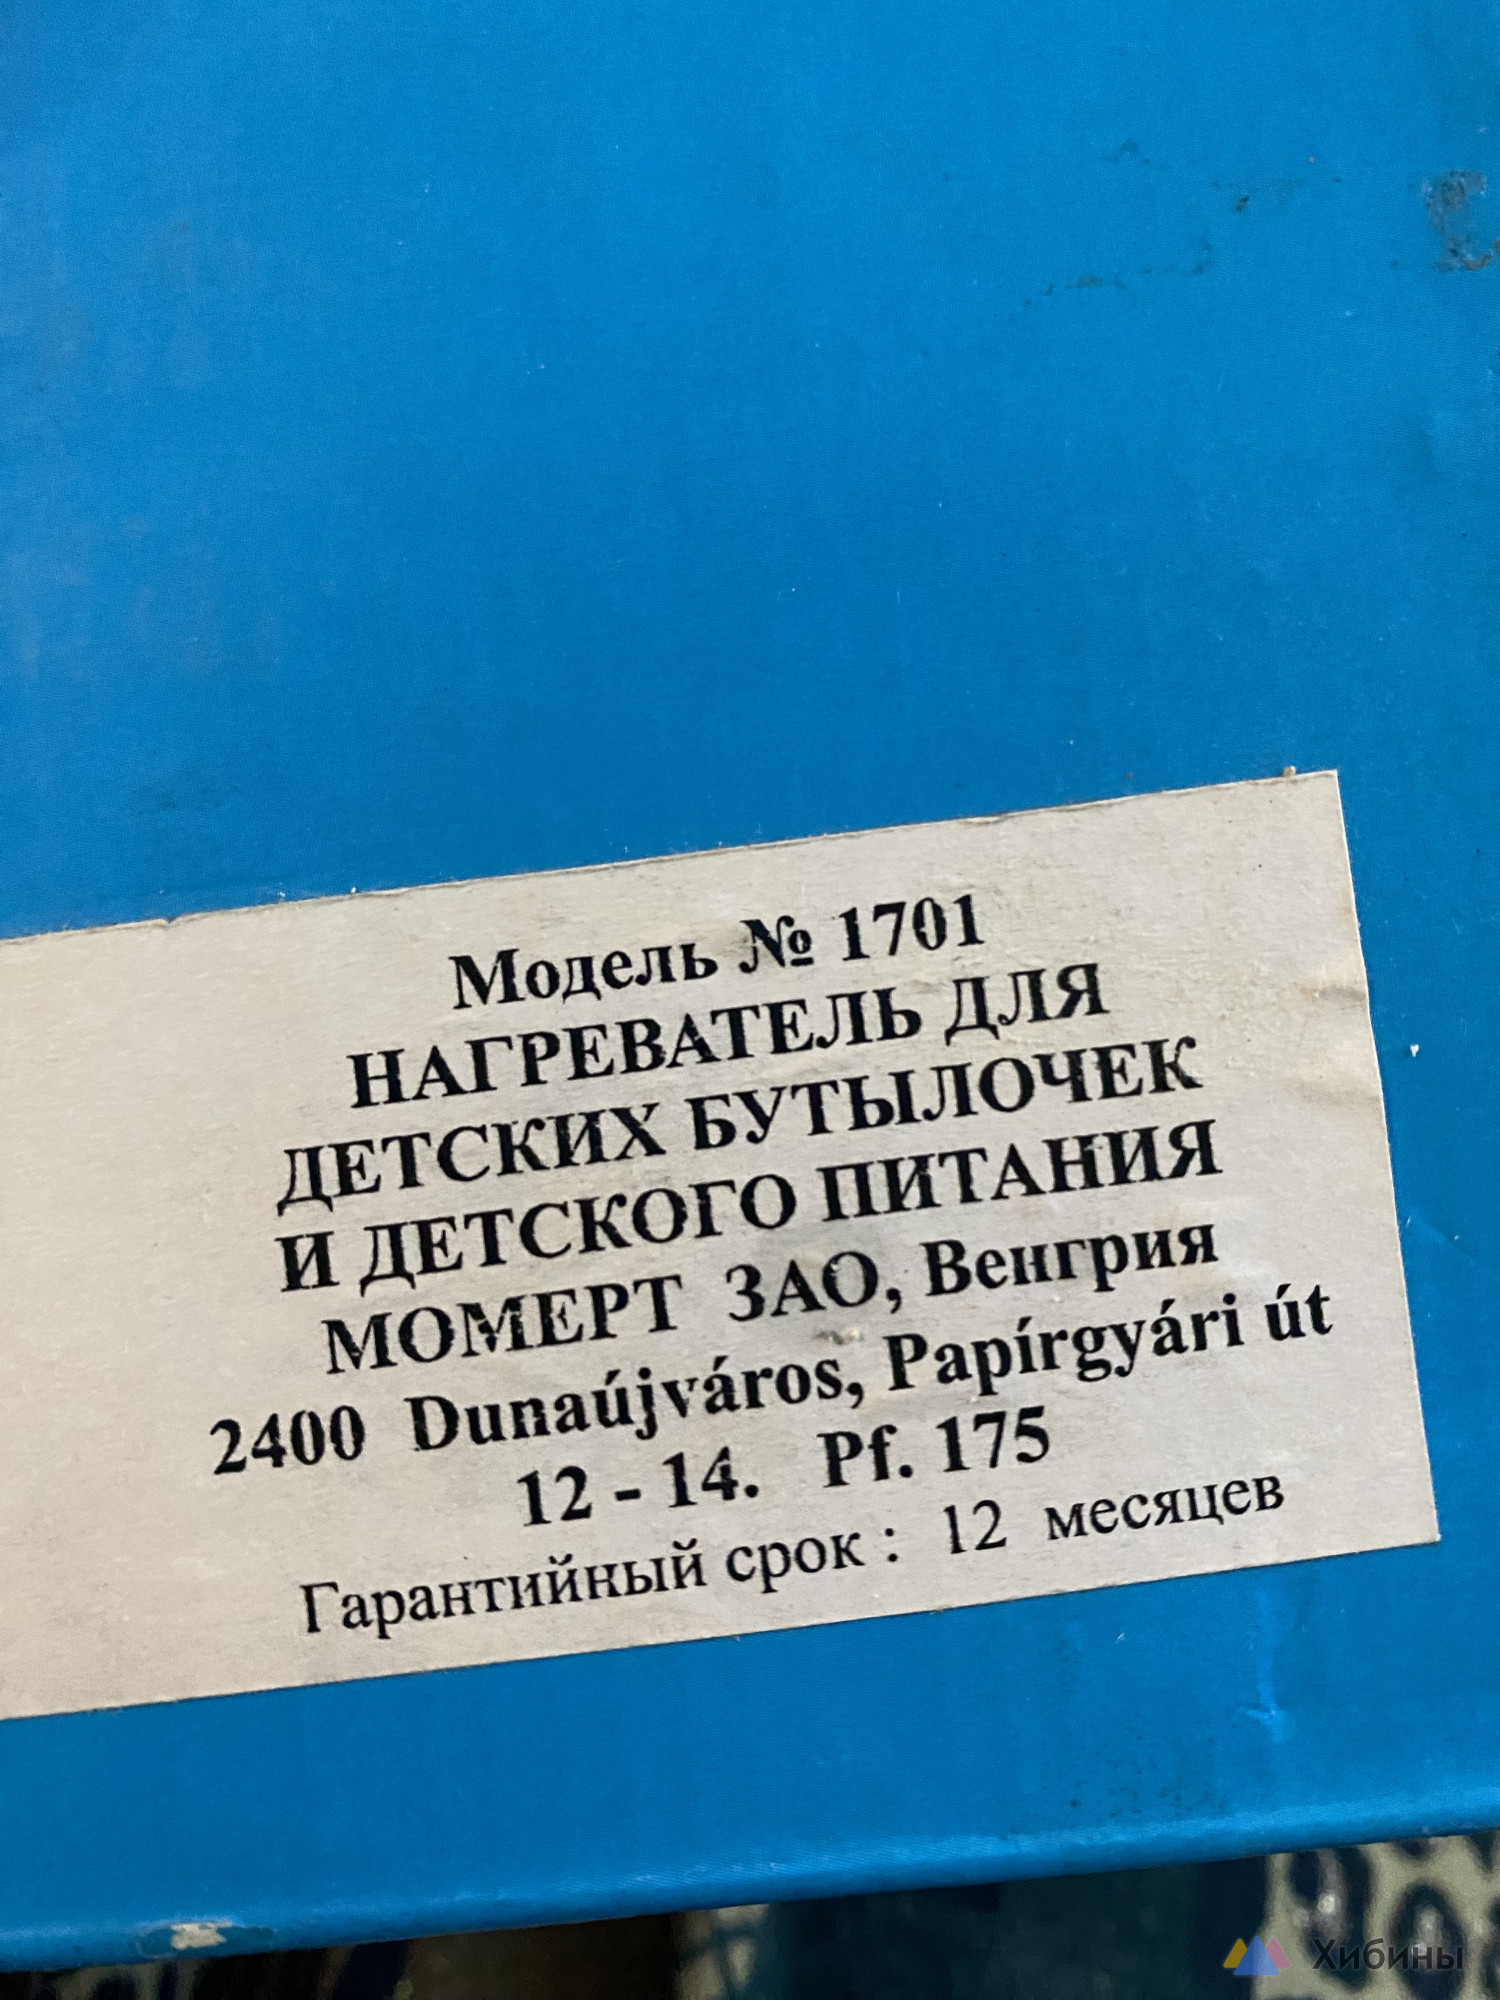 Модель № 1701
НАГРЕВАТЕЛЬ ДЛЯ
ДЕТСКИХ БУТЫЛОЧЕК
И ДЕТСКОГО ПИТАНИЯ
МОМЕРТ ЗАО, Венгрия
2400 Dunaújváros, Papírgyári út
12 - 14. Pf. 175
Гарантийный срок : 12 месяцев
Хибины